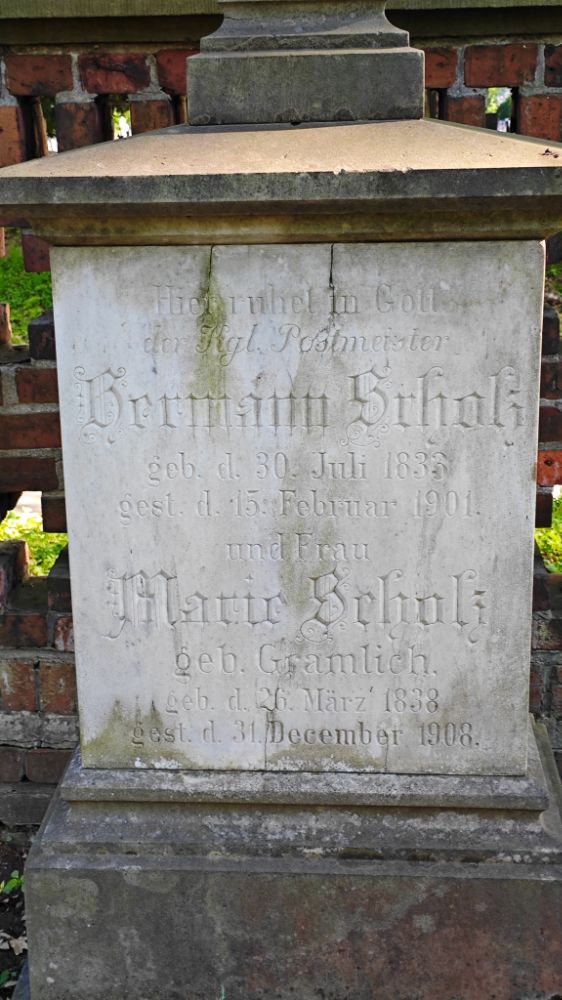 Hier ruhet in Gott
der Kgl. Postmeister
Hermann Scholz
geb. d. 30. Juli 1833
gest. d. 15. Februar 1901.
und Frau
Marie Scholz
geb. Gramlich.
geb. d. 26. März 1838
gest. d. 31. Dezember 1908.